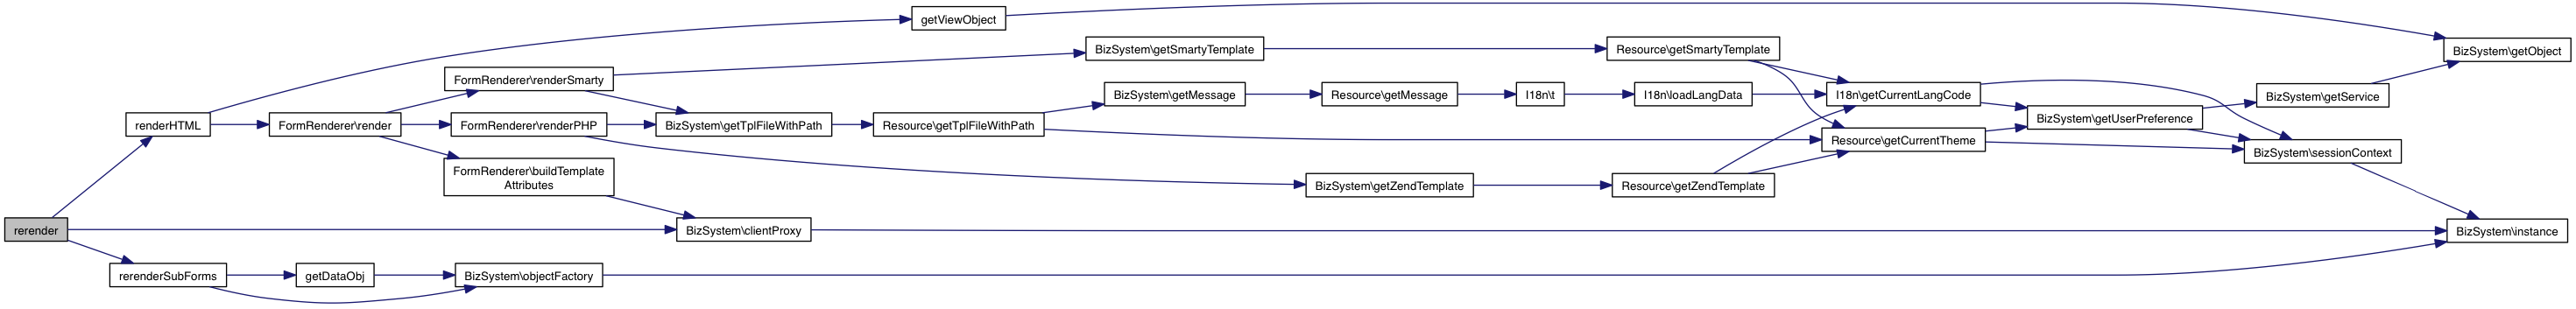 rerender
renderHTML
rerenderSubForms
getViewObject
FormRenderer\render
getDataObj
FormRenderer\renderSmarty
FormRenderer\renderPHP
FormRenderer\buildTemplate
Attributes
BizSystem\objectFactory
BizSystem\getTplFileWithPath
BizSystem\clientProxy
Resource\getTplFileWithPath
BizSystem\getSmartyTemplate
BizSystem\getMessage
BizSystem\getZendTemplate
Resource\getMessage
I18n\t
Resource\getSmartyTemplate
I18n\loadLangData
Resource\getZendTemplate
I18n\getCurrentLangCode
Resource\getCurrentTheme
BizSystem\getUserPreference
BizSystem\getService
BizSystem\sessionContext
BizSystem\getObject
BizSystem\instance